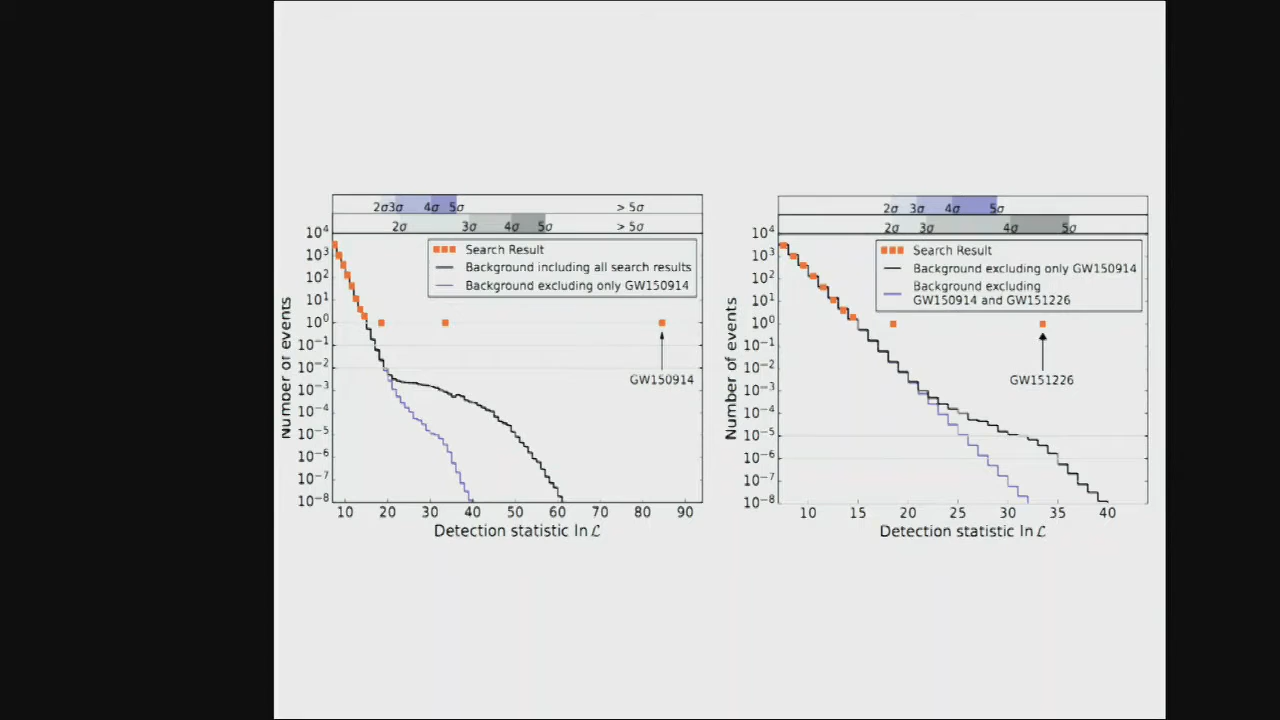 2σ3σ 4σ 5σ > 5σ
2σ 3σ 4σ 5σ > 5σ
Search Result
Background including all search results
Background excluding only GW150914
GW150914
Number of events
10⁴
10³
10²
10¹
10⁰
10⁻¹
10⁻²
10⁻³
10⁻⁴
10⁻⁵
10⁻⁶
10⁻⁷
10⁻⁸
10 20 30 40 50 60 70 80 90
Detection statistic ln ℒ
2σ 3σ 4σ 5σ
2σ 3σ 4σ 5σ
Search Result
Background excluding only GW150914
Background excluding
GW150914 and GW151226
GW151226
Number of events
10⁴
10³
10²
10¹
10⁰
10⁻¹
10⁻²
10⁻³
10⁻⁴
10⁻⁵
10⁻⁶
10⁻⁷
10⁻⁸
10 15 20 25 30 35 40
Detection statistic ln ℒ